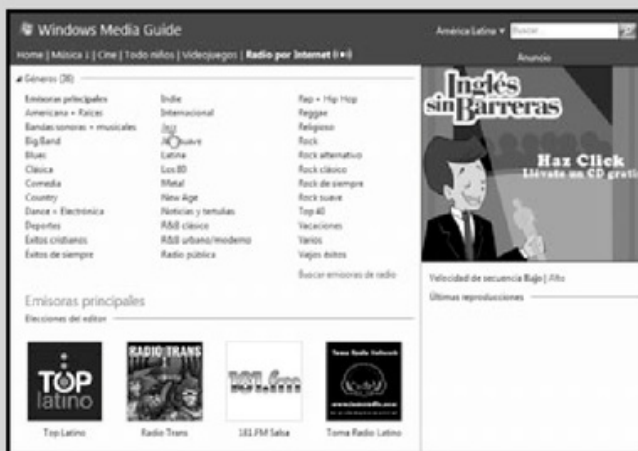 Windows Media Guide
América Latina
Buscar
Home | Música | Cine | Todo niños | Videojuegos | Radio por Internet
Anuncio
Géneros (38)
Emisoras principales
Americana + Raíces
Bandas sonoras + musicales
Big Band
Blues
Clásica
Comedia
Country
Dance + Electrónica
Deportes
Éxitos cristianos
Éxitos de siempre
Indie
Internacional
Jazz
suave
Latina
Los 80
Metal
New Age
Noticias y tertulias
R&B clásico
R&B urbano/moderno
Radio pública
Rap + Hip Hop
Reggae
Religioso
Rock
Rock alternativo
Rock clásico
Rock de siempre
Rock suave
Top 40
Vacaciones
Varios
Viejos éxitos
Buscar emisoras de radio
Inglés
sin Barreras
Haz Click
Llévate un CD gratis
Velocidad de secuencia Bajo | Alto
Últimas reproducciones
Emisoras principales
Elecciones del editor
TOP
latino
RADIO TRANS
181.fm
Toma Radio Network
Top Latino
Radio Trans
181.FM Salsa
Toma Radio Latino